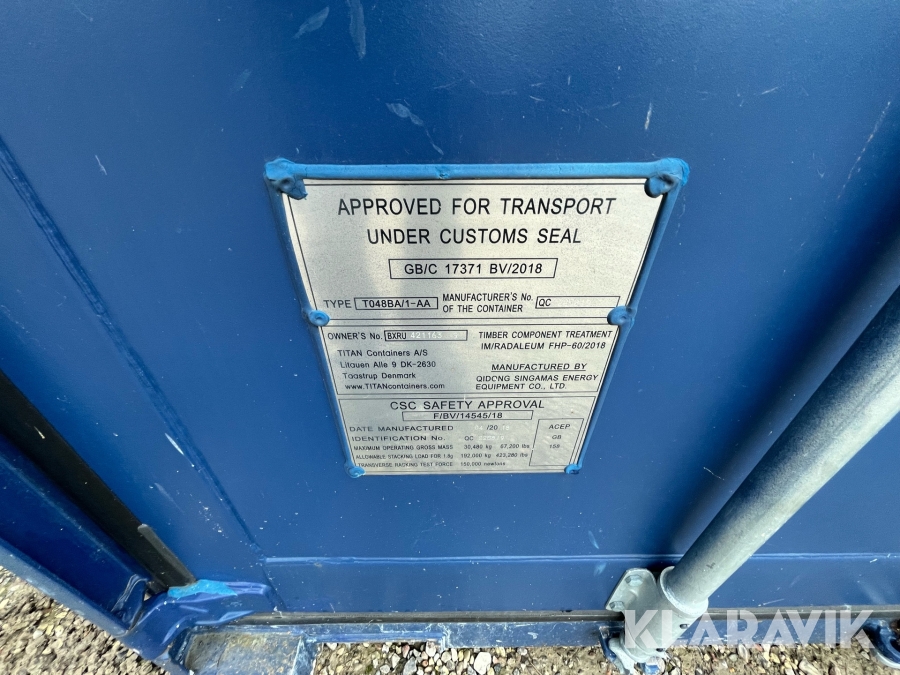 APPROVED FOR TRANSPORT
UNDER CUSTOMS SEAL
GB/C 17371 BV/2018
TYPE T048BA/1-AA MANUFACTURER'S No. OF THE CONTAINER QC
OWNER'S No. BXRU
TITAN Containers A/S
Litauen Alle 9 DK-2630
Taastrup Denmark
www.TITANcontainers.com
TIMBER COMPONENT TREATMENT
IM/RADALEUM FHP-60/2018
MANUFACTURED BY
QIDONG SINGAMAS ENERGY
EQUIPMENT CO., LTD.
CSC SAFETY APPROVAL
F/BV/14545/18
DATE MANUFACTURED
IDENTIFICATION No. QC
MAXIMUM OPERATING GROSS MASS 30,480 kg 67,200 lbs
ALLOWABLE STACKING LOAD FOR 1.8g 192,000 kg 423,280 lbs
TRANSVERSE RACKING TEST FORCE 150,000 newtons
ACEP
GB
159
KLARAVIK